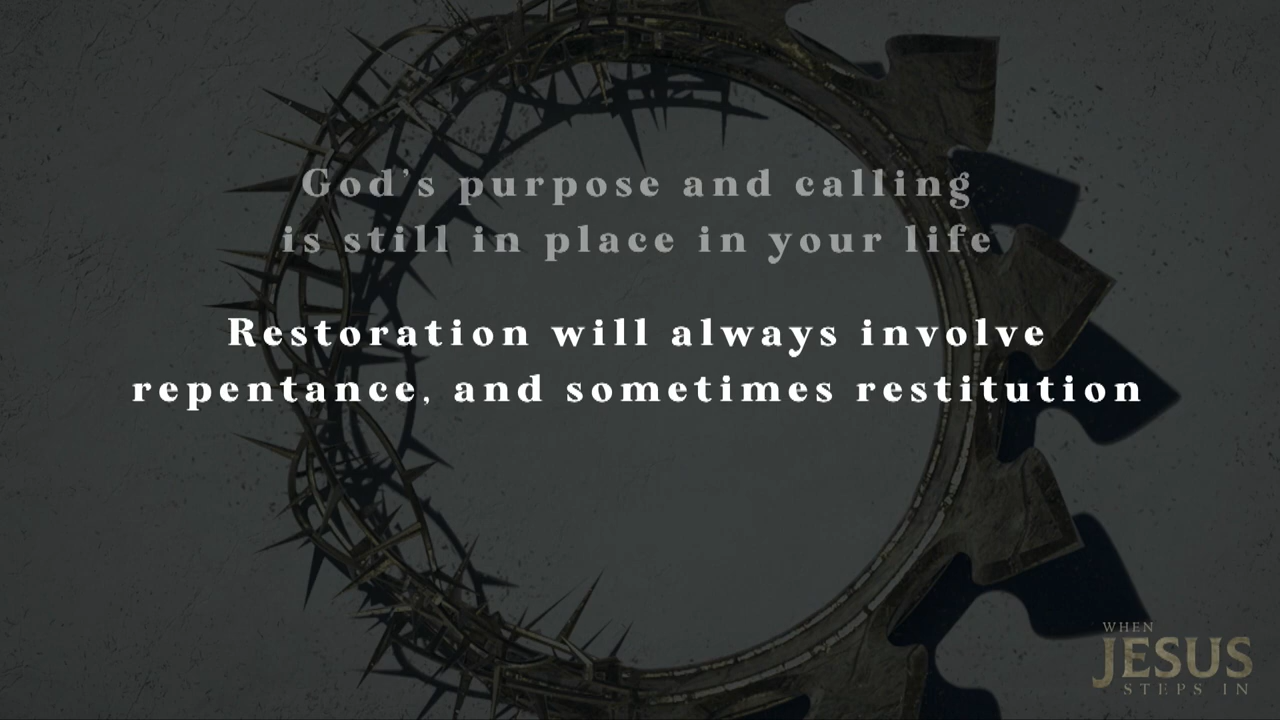 God's purpose and calling
is still in place in your life
Restoration will always involve
repentance, and sometimes restitution
WHEN
JESUS
STEPS IN